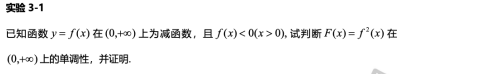 实验 3-1
已知函数 y = f(x) 在 (0,+∞) 上为减函数，且 f(x) < 0(x > 0), 试判断 F(x) = f²(x) 在
(0,+∞) 上的单调性，并证明.